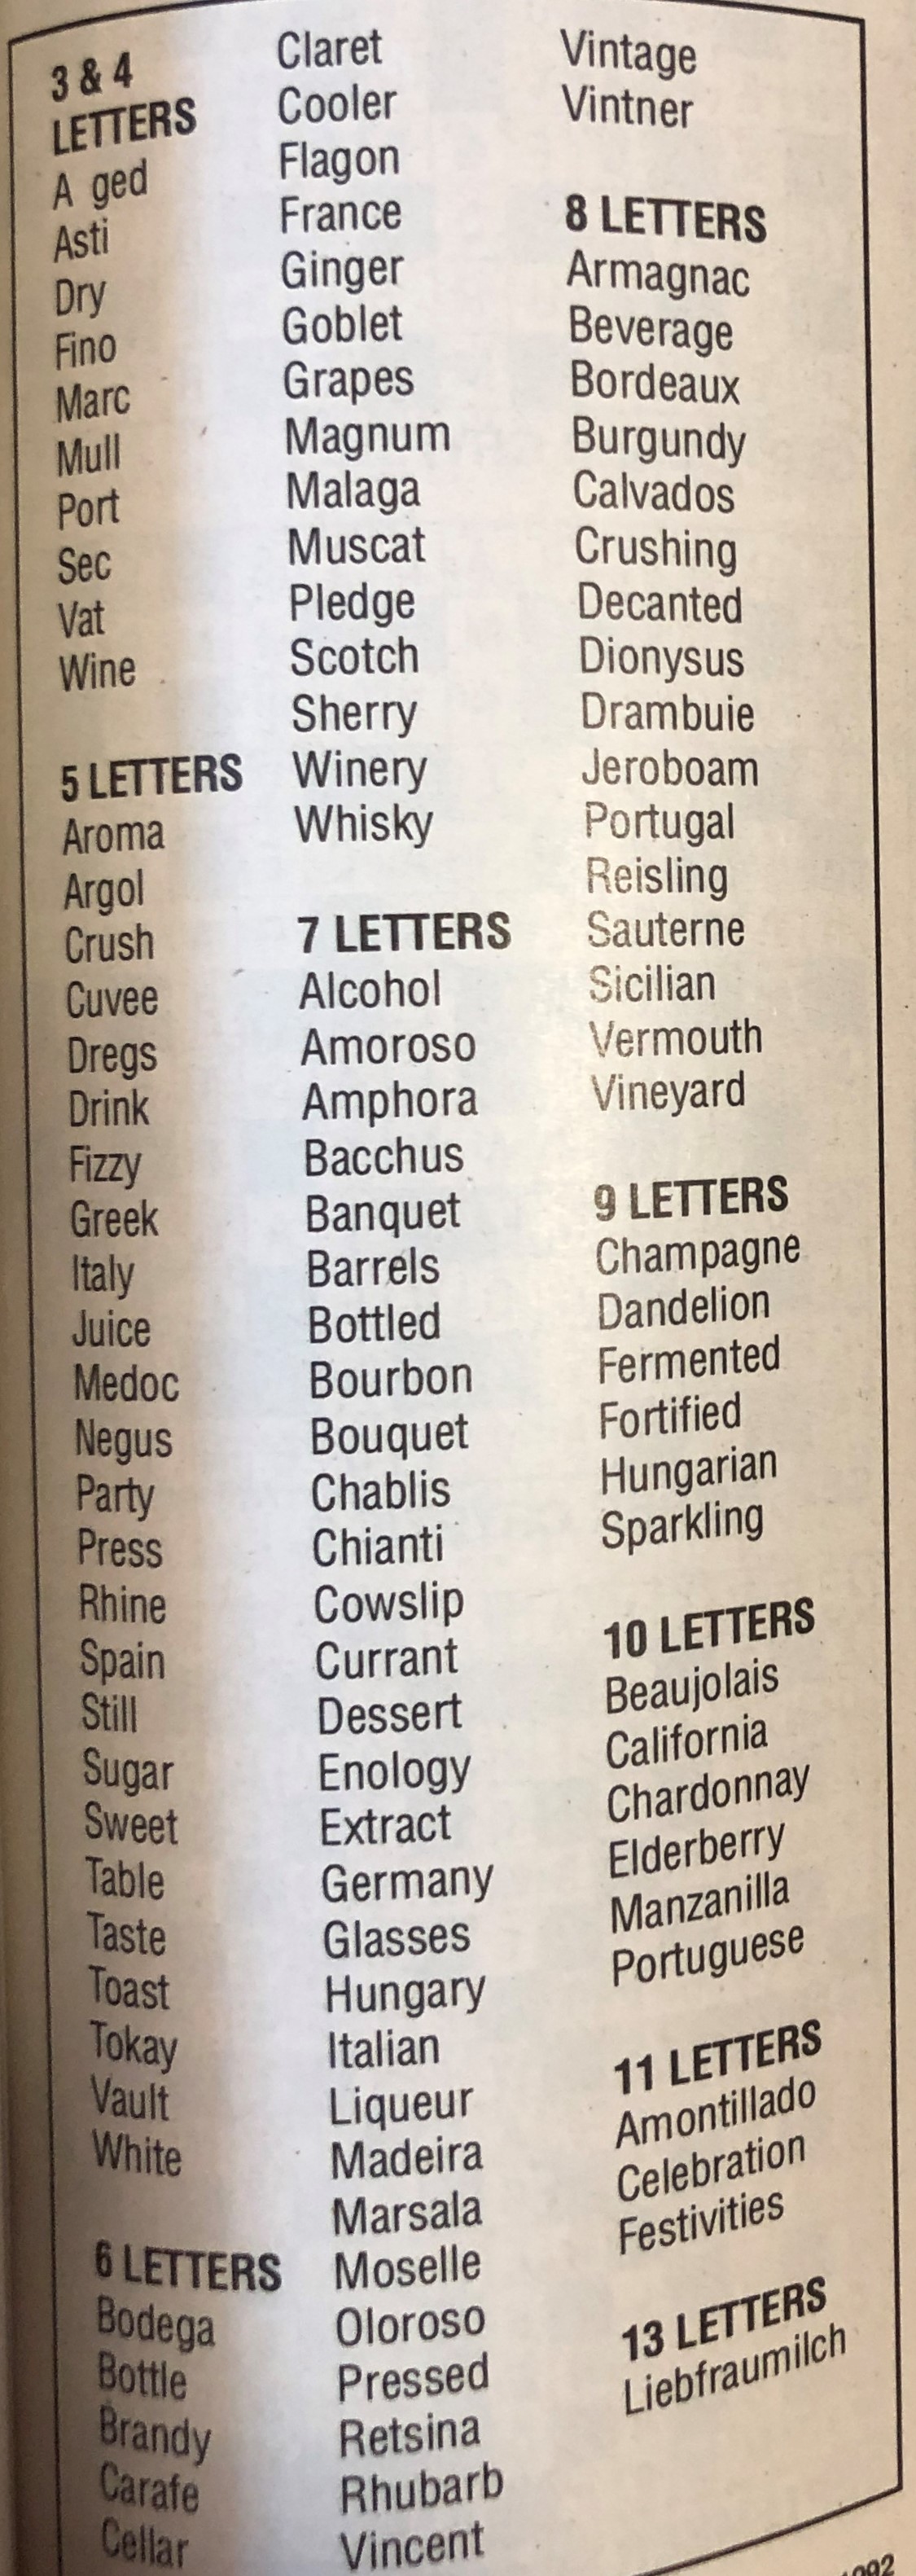 3 & 4
LETTERS
A ged
Asti
Dry
Fino
Marc
Mull
Port
Sec
Vat
Wine
5 LETTERS
Aroma
Argol
Crush
Cuvee
Dregs
Drink
Fizzy
Greek
Italy
Juice
Medoc
Negus
Party
Press
Rhine
Spain
Still
Sugar
Sweet
Table
Taste
Toast
Tokay
Vault
White
6 LETTERS
Bodega
Bottle
Brandy
Carafe
Cellar
Claret
Cooler
Flagon
France
Ginger
Goblet
Grapes
Magnum
Malaga
Muscat
Pledge
Scotch
Sherry
Winery
Whisky
7 LETTERS
Alcohol
Amoroso
Amphora
Bacchus
Banquet
Barrels
Bottled
Bourbon
Bouquet
Chablis
Chianti
Cowslip
Currant
Dessert
Enology
Extract
Germany
Glasses
Hungary
Italian
Liqueur
Madeira
Marsala
Moselle
Oloroso
Pressed
Retsina
Rhubarb
Vincent
Vintage
Vintner
8 LETTERS
Armagnac
Beverage
Bordeaux
Burgundy
Calvados
Crushing
Decanted
Dionysus
Drambuie
Jeroboam
Portugal
Reisling
Sauterne
Sicilian
Vermouth
Vineyard
9 LETTERS
Champagne
Dandelion
Fermented
Fortified
Hungarian
Sparkling
10 LETTERS
Beaujolais
California
Chardonnay
Elderberry
Manzanilla
Portuguese
11 LETTERS
Amontillado
Celebration
Festivities
13 LETTERS
Liebfraumilch